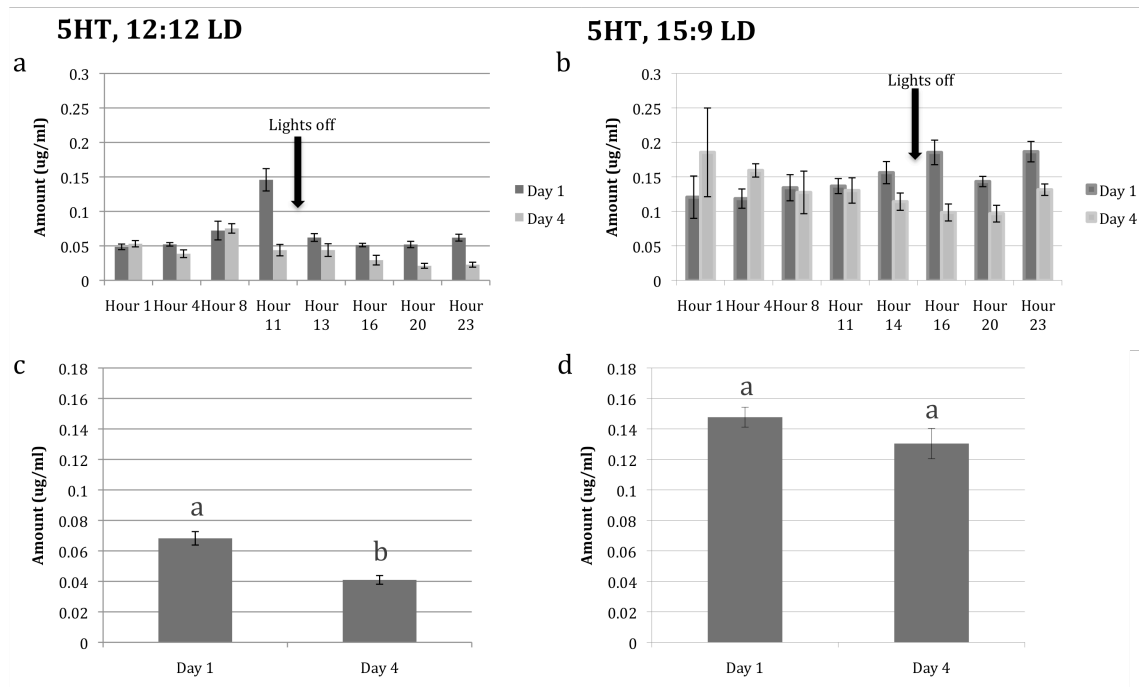 5HT, 12:12 LD
a
Amount (ug/ml)
0.3
0.25
0.2
0.15
0.1
0.05
0
Lights off
Day 1
Day 4
Hour 1 Hour 4 Hour 8 Hour Hour Hour Hour Hour
11 13 16 20 23
5HT, 15:9 LD
b
Amount (ug/ml)
0.3
0.25
0.2
0.15
0.1
0.05
0
Lights off
Day 1
Day 4
Hour 1 Hour 4 Hour 8 Hour Hour Hour Hour Hour
11 14 16 20 23
c
Amount (ug/ml)
0.18
0.16
0.14
0.12
0.1
0.08
0.06
0.04
0.02
0
a
b
Day 1 Day 4
d
Amount (ug/ml)
0.18
0.16
0.14
0.12
0.1
0.08
0.06
0.04
0.02
0
a
a
Day 1 Day 4